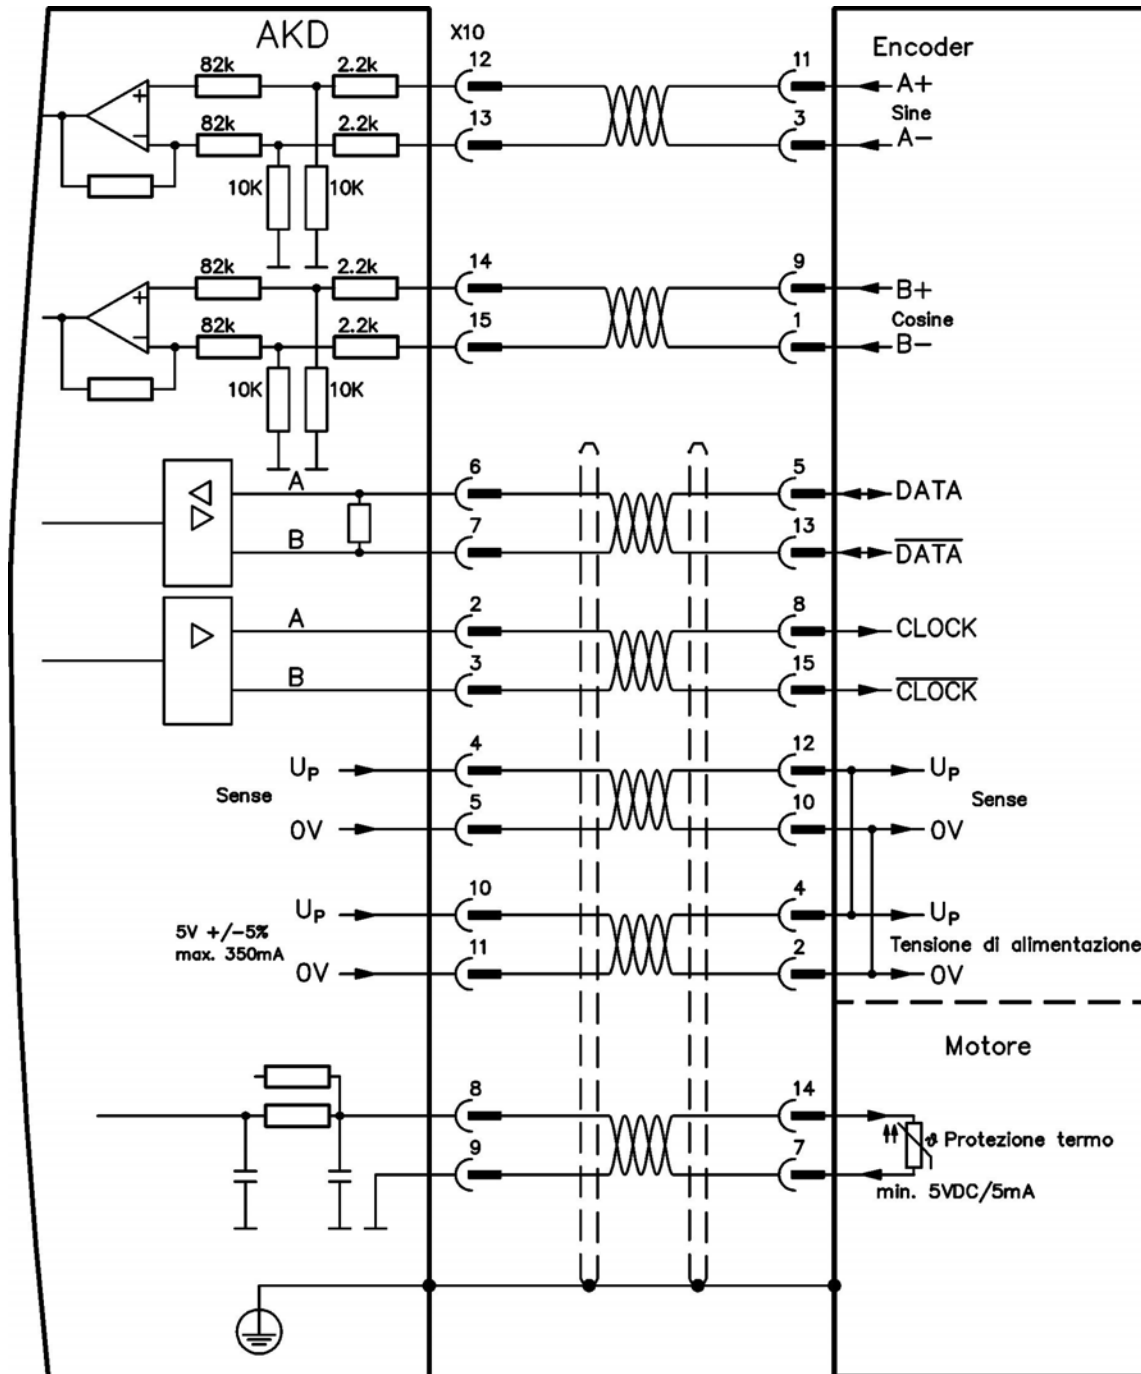 AKD
X10
Encoder
82k 2.2k 12 11 A+
Sine
82k 2.2k 13 3 A-
10K 10K
82k 2.2k 14 9 B+
Cosine
82k 2.2k 15 1 B-
10K 10K
A 6 5 DATA
B 7 13 DATA
A 2 8 CLOCK
B 3 15 CLOCK
UP 4 12 UP
Sense Sense
0V 5 10 0V
UP 10 4 UP
5V +/-5%
max. 350mA
Tensione di alimentazione
0V 11 2 0V
Motore
8 14
ϑ Protezione termo
9 7
min. 5VDC/5mA